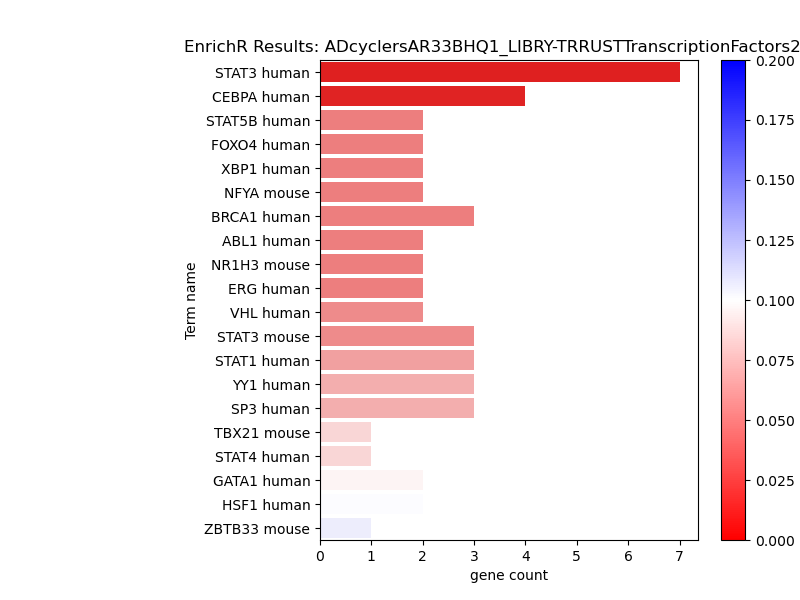 EnrichR Results: ADcyclersAR33BHQ1_LIBRY-TRRUSTTranscriptionFactors2
STAT3 human
CEBPA human
STAT5B human
FOXO4 human
XBP1 human
NFYA mouse
BRCA1 human
ABL1 human
NR1H3 mouse
ERG human
VHL human
STAT3 mouse
STAT1 human
YY1 human
SP3 human
TBX21 mouse
STAT4 human
GATA1 human
HSF1 human
ZBTB33 mouse
Term name
0 1 2 3 4 5 6 7
gene count
0.200
0.175
0.150
0.125
0.100
0.075
0.050
0.025
0.000